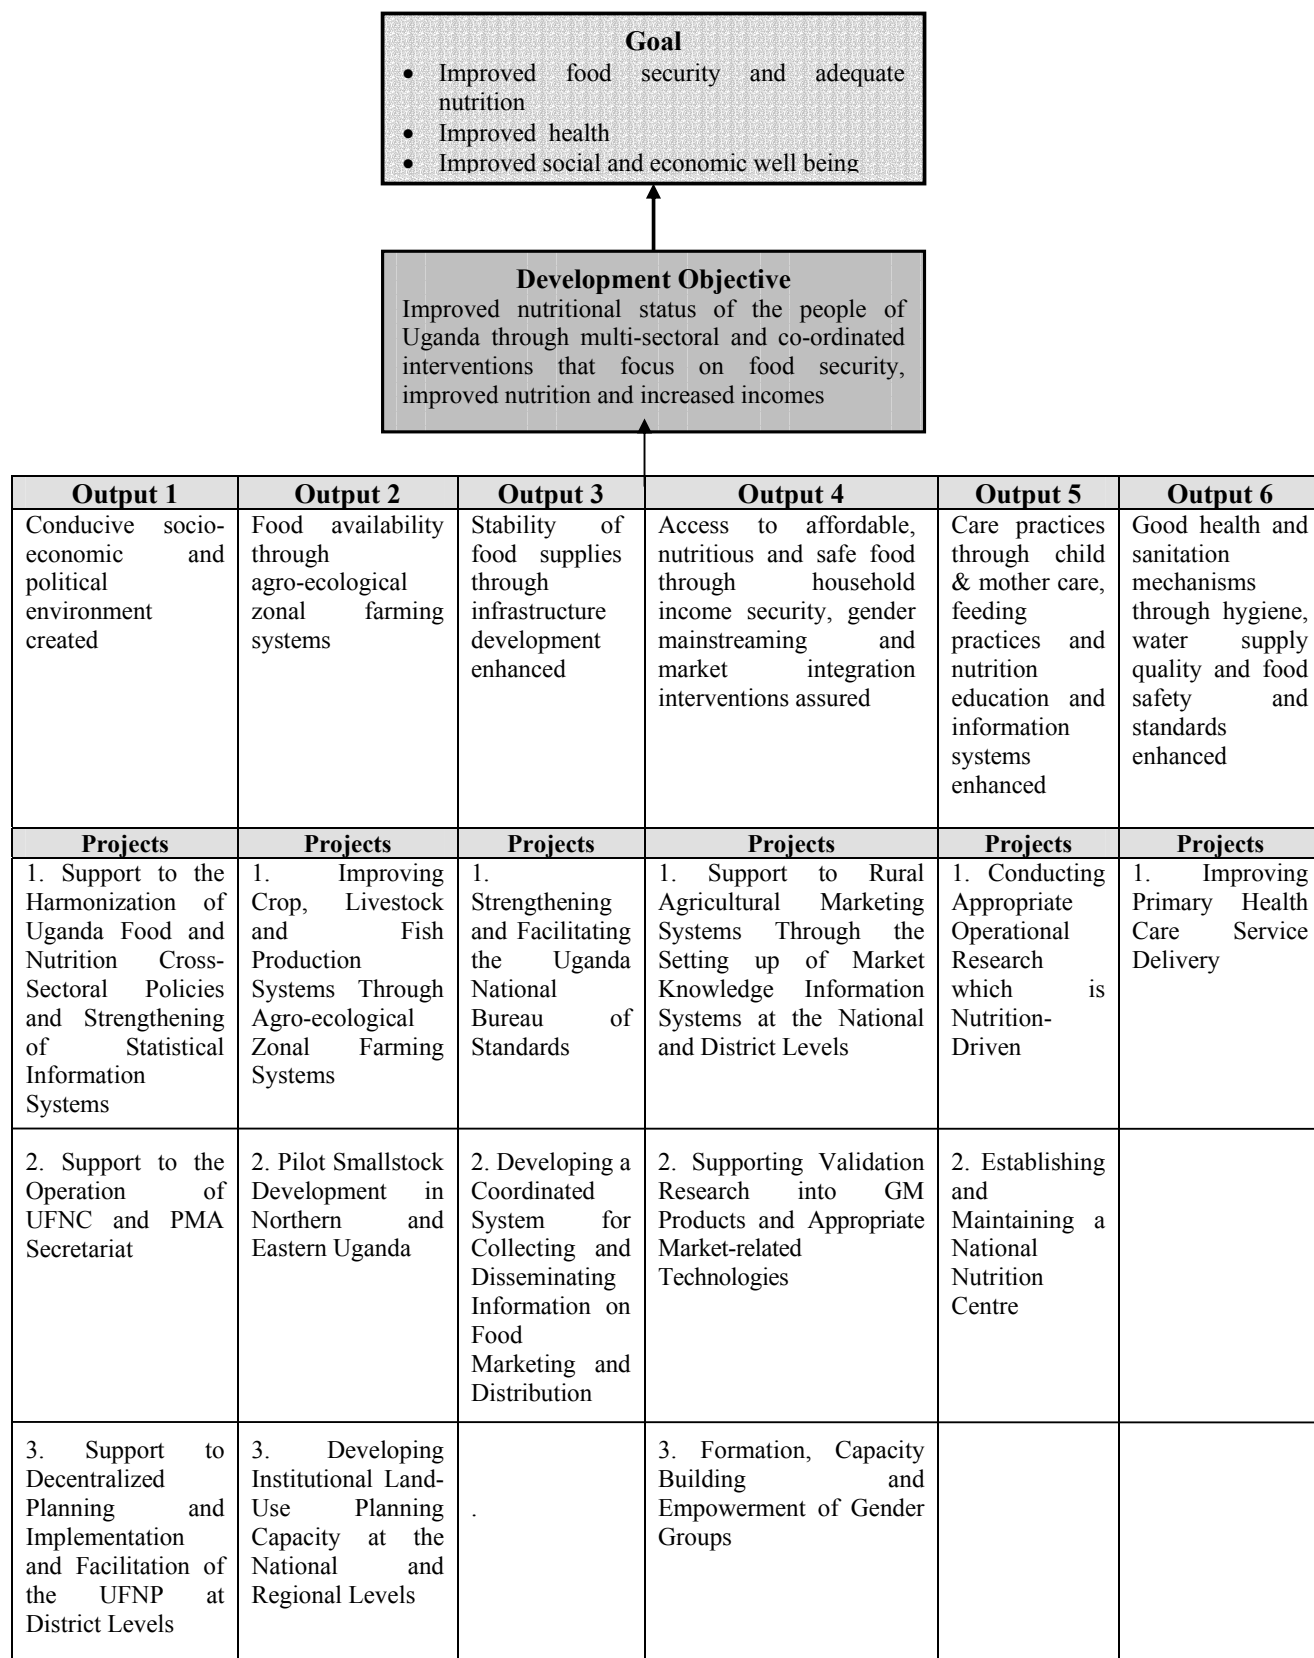 Goal
• Improved food security and adequate
nutrition
• Improved health
• Improved social and economic well being
Development Objective
Improved nutritional status of the people of
Uganda through multi-sectoral and co-ordinated
interventions that focus on food security,
improved nutrition and increased incomes
Output 1
Output 2
Output 3
Output 4
Output 5
Output 6
Conducive socio-
economic and
political
environment
created
Food availability
through
agro-ecological
zonal farming
systems
Stability of
food supplies
through
infrastructure
development
enhanced
Access to affordable,
nutritious and safe food
through household
income security, gender
mainstreaming and
market integration
interventions assured
Care practices
through child
& mother care,
feeding
practices and
nutrition
education and
information
systems
enhanced
Good health and
sanitation
mechanisms
through hygiene,
water supply
quality and food
safety and
standards
enhanced
Projects
Projects
Projects
Projects
Projects
Projects
1. Support to the
Harmonization of
Uganda Food and
Nutrition Cross-
Sectoral Policies
and Strengthening
of Statistical
Information
Systems
1. Improving
Crop, Livestock
and Fish
Production
Systems Through
Agro-ecological
Zonal Farming
Systems
1.
Strengthening
and Facilitating
the Uganda
National
Bureau of
Standards
1. Support to Rural
Agricultural Marketing
Systems Through the
Setting up of Market
Knowledge Information
Systems at the National
and District Levels
1. Conducting
Appropriate
Operational
Research
which is
Nutrition-
Driven
1. Improving
Primary Health
Care Service
Delivery
2. Support to the
Operation of
UFNC and PMA
Secretariat
2. Pilot Smallstock
Development in
Northern and
Eastern Uganda
2. Developing a
Coordinated
System for
Collecting and
Disseminating
Information on
Food
Marketing and
Distribution
2. Supporting Validation
Research into GM
Products and Appropriate
Market-related
Technologies
2. Establishing
and
Maintaining a
National
Nutrition
Centre
3. Support to
Decentralized
Planning and
Implementation
and Facilitation of
the UFNP at
District Levels
3. Developing
Institutional Land-
Use Planning
Capacity at the
National and
Regional Levels
.
3. Formation, Capacity
Building and
Empowerment of Gender
Groups